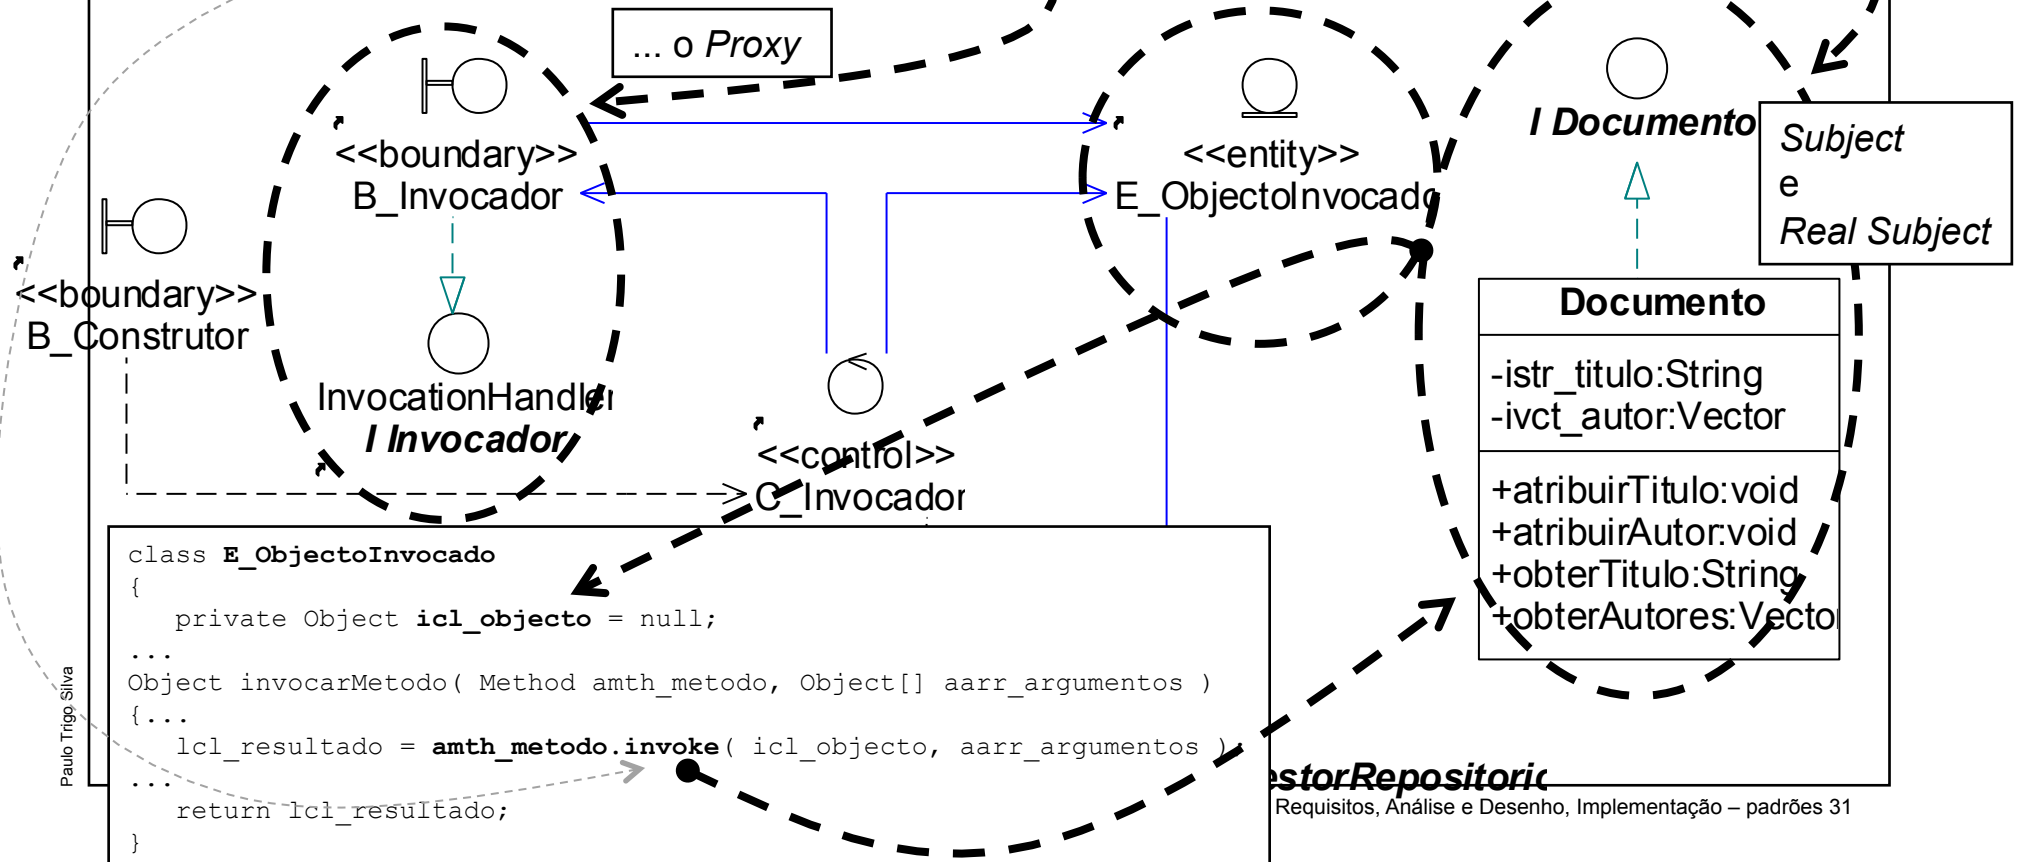 ... o Proxy
<<boundary>>
B_Invocador
<<entity>>
E_ObjectoInvocado
I Documento
Subject
e
Real Subject
<<boundary>>
B_Construtor
InvocationHandler
I Invocador
<<control>>
C_Invocador
Documento
-istr_titulo:String
-ivct_autor:Vector
+atribuirTitulo:void
+atribuirAutor:void
+obterTitulo:String
+obterAutores:Vector
class E_ObjectoInvocado
{
private Object icl_objecto = null;
...
Object invocarMetodo( Method amth_metodo, Object[] aarr_argumentos )
{...
lcl_resultado = amth_metodo.invoke( icl_objecto, aarr_argumentos );
...
return lcl_resultado;
}
estorRepositorio
Paulo Trigo Silva
Requisitos, Análise e Desenho, Implementação – padrões 31